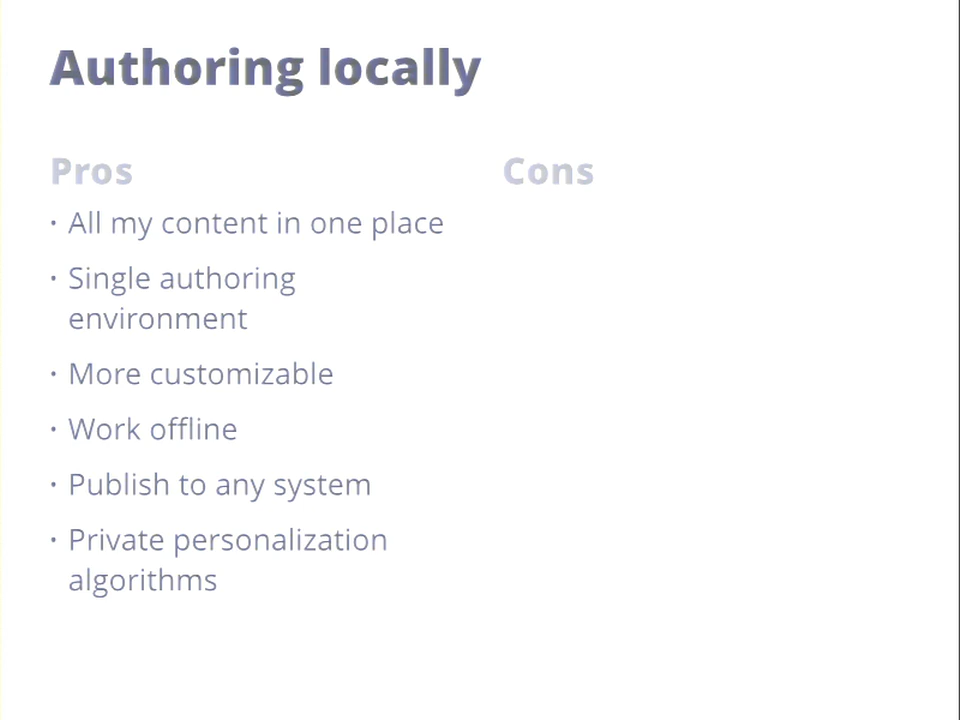 Authoring locally
Pros
Cons
· All my content in one place
· Single authoring
environment
· More customizable
· Work offline
· Publish to any system
· Private personalization
algorithms